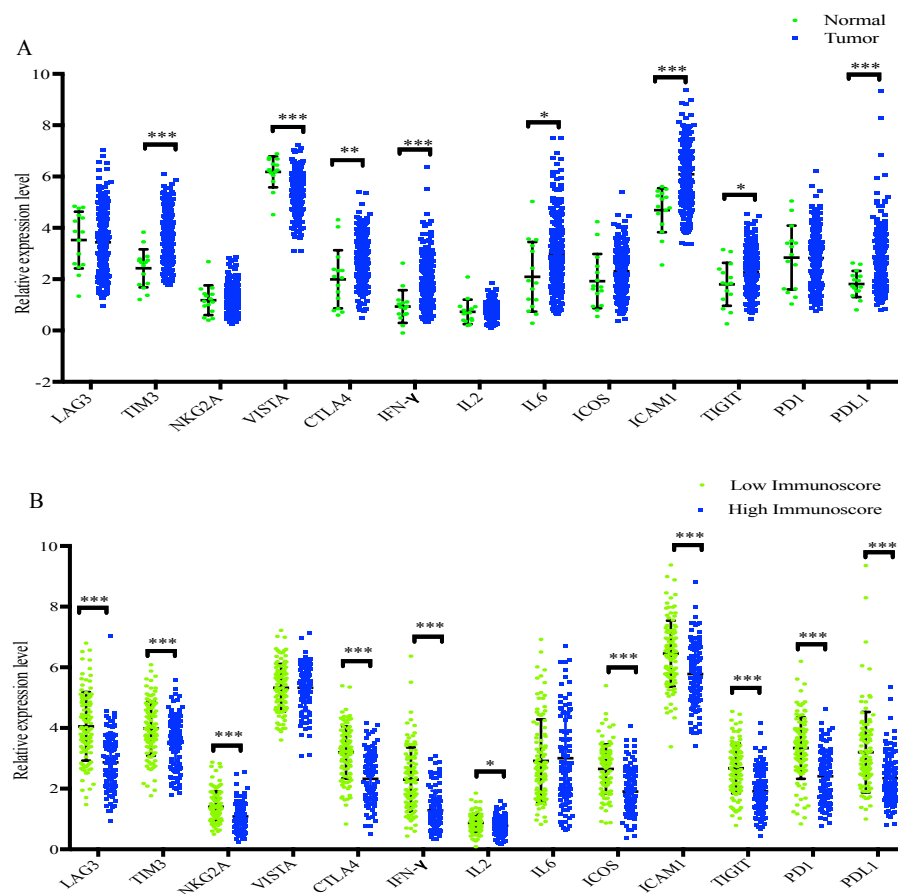 A
Normal
Tumor
Relative expression level
10
8
6
4
2
0
-2
***
***
**
***
*
***
*
***
LAG3
TIM3
NKG2A
VISTA
CTLA4
IFN-γ
IL2
IL6
ICOS
ICAM1
TIGIT
PD1
PDL1
B
Low Immunoscore
High Immunoscore
Relative expression level
10
8
6
4
2
0
***
***
***
***
***
*
***
***
***
***
***
LAG3
TIM3
NKG2A
VISTA
CTLA4
IFN-γ
IL2
IL6
ICOS
ICAM1
TIGIT
PD1
PDL1